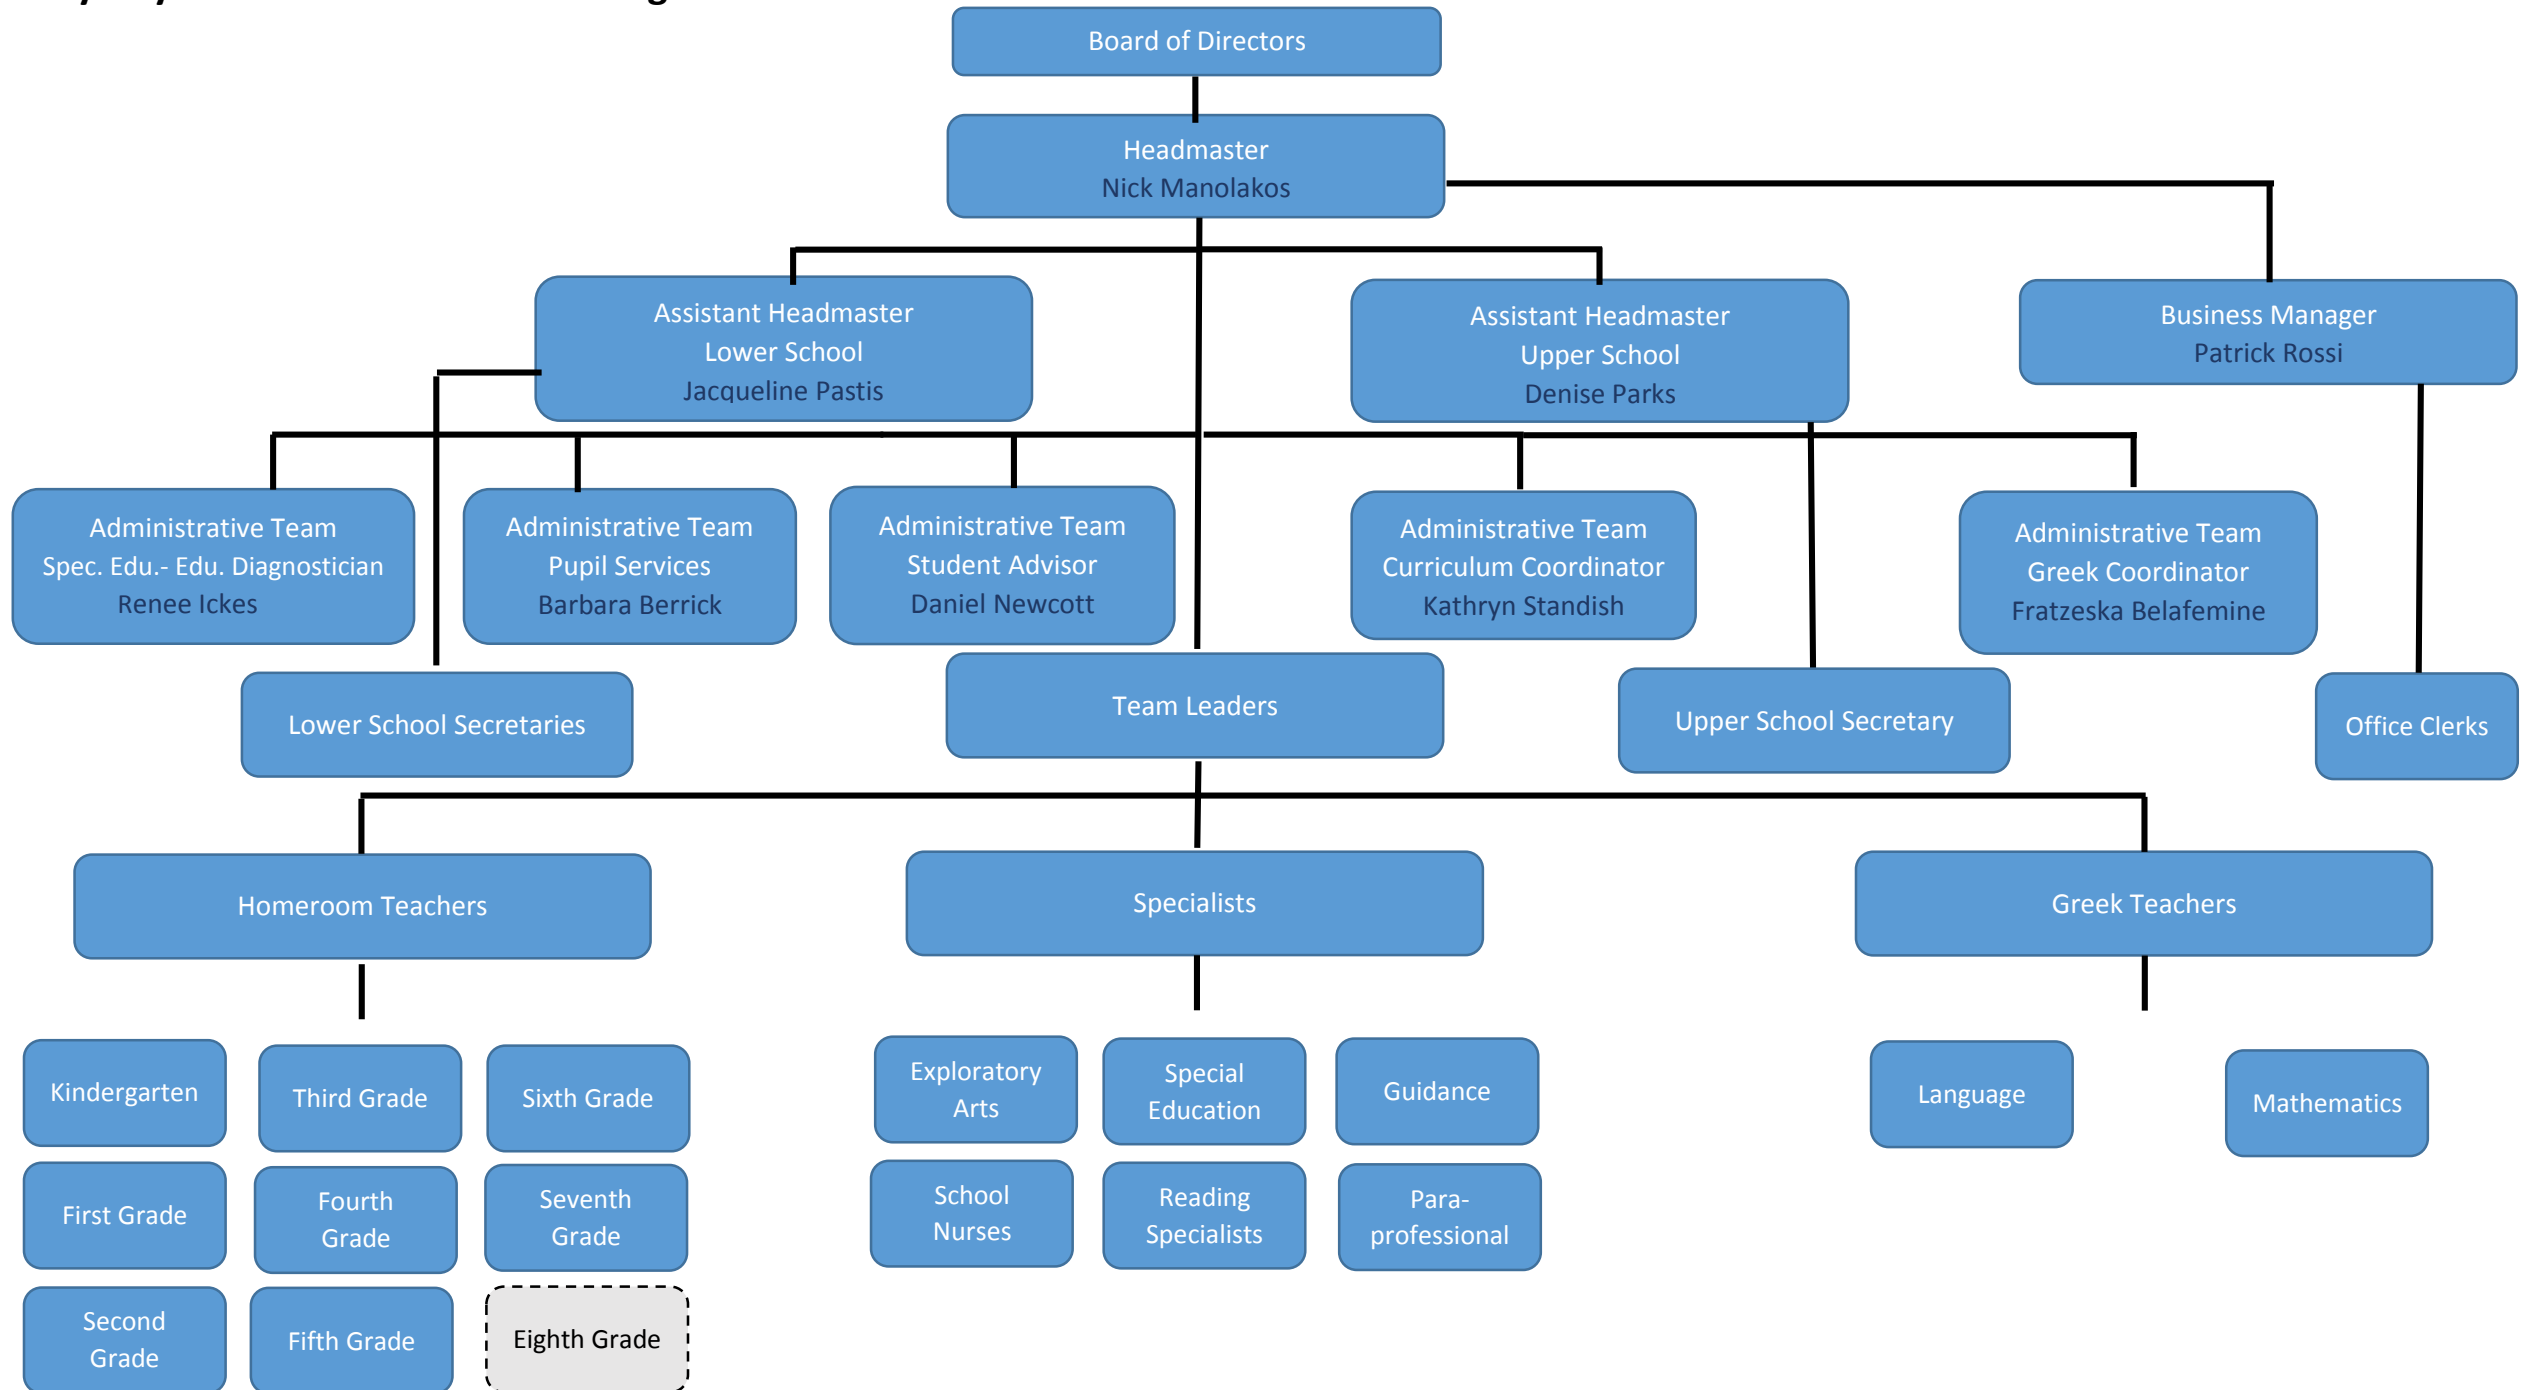 Board of Directors
Headmaster
Nick Manolakos
Assistant Headmaster
Lower School
Jacqueline Pastis
Assistant Headmaster
Upper School
Denise Parks
Business Manager
Patrick Rossi
Administrative Team
Spec. Edu.- Edu. Diagnostician
Renee Ickes
Administrative Team
Pupil Services
Barbara Berrick
Administrative Team
Student Advisor
Daniel Newcott
Administrative Team
Curriculum Coordinator
Kathryn Standish
Administrative Team
Greek Coordinator
Fratzeska Belafemine
Lower School Secretaries
Team Leaders
Upper School Secretary
Office Clerks
Homeroom Teachers
Specialists
Greek Teachers
Kindergarten
Third Grade
Sixth Grade
First Grade
Fourth
Grade
Seventh
Grade
Second
Grade
Fifth Grade
Eighth Grade
Exploratory
Arts
Special
Education
Guidance
School
Nurses
Reading
Specialists
Para-
professional
Language
Mathematics